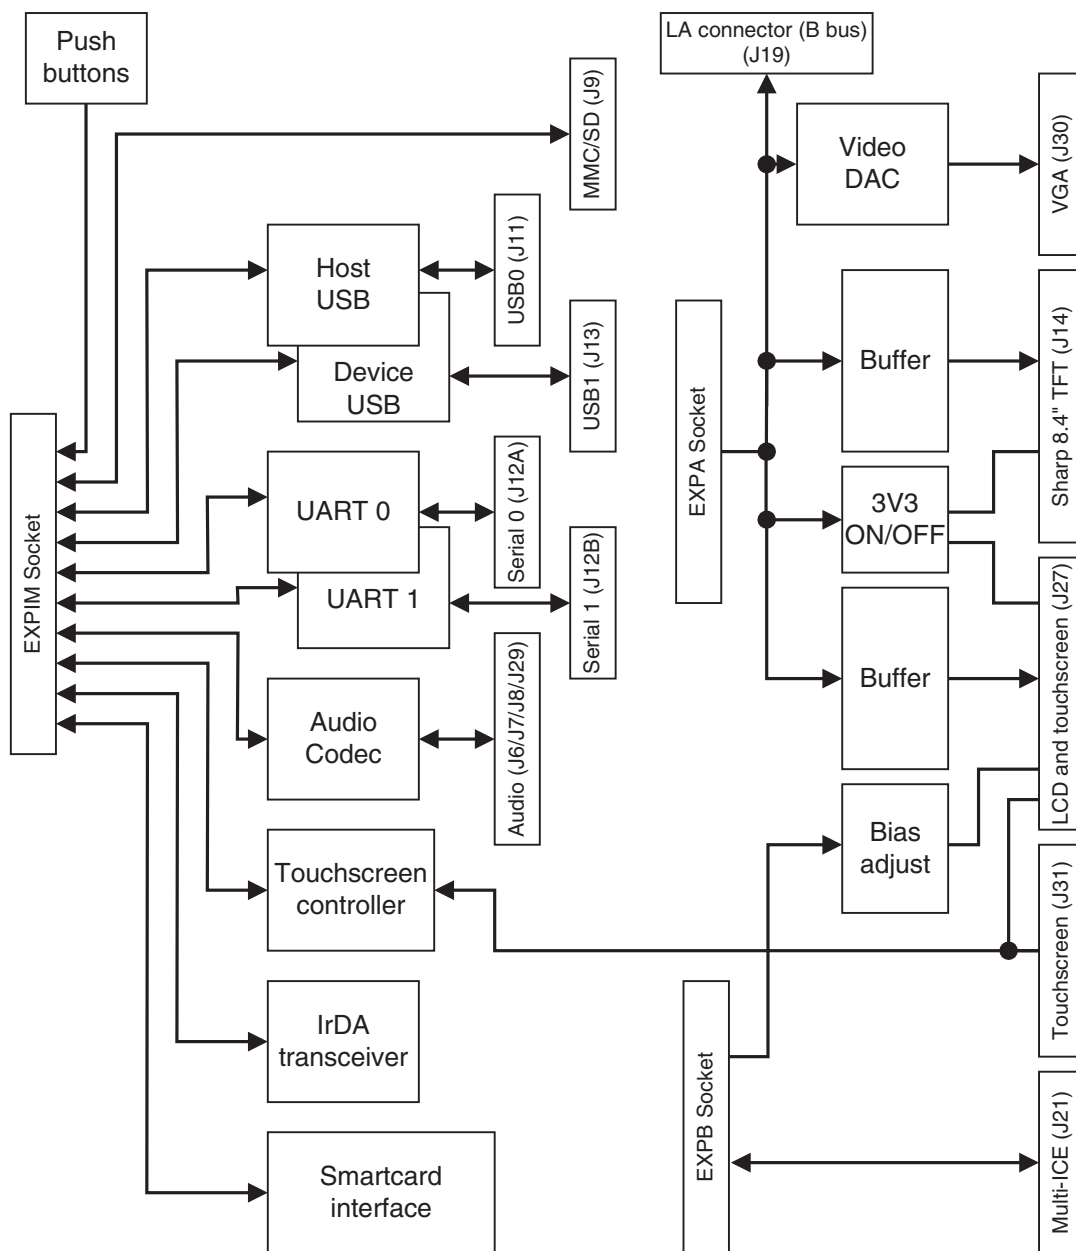 Push
buttons
LA connector (B bus)
(J19)
MMC/SD (J9)
Video
DAC
VGA (J30)
Host
USB
USB0 (J11)
Device
USB
USB1 (J13)
Buffer
Sharp 8.4" TFT (J14)
EXPA Socket
EXPIM Socket
UART 0
Serial 0 (J12A)
3V3
ON/OFF
UART 1
Serial 1 (J12B)
LCD and touchscreen (J27)
Buffer
Audio
Codec
Audio (J6/J7/J8/J29)
Bias
adjust
Touchscreen
controller
Touchscreen (J31)
IrDA
transceiver
EXPB Socket
Multi-ICE (J21)
Smartcard
interface